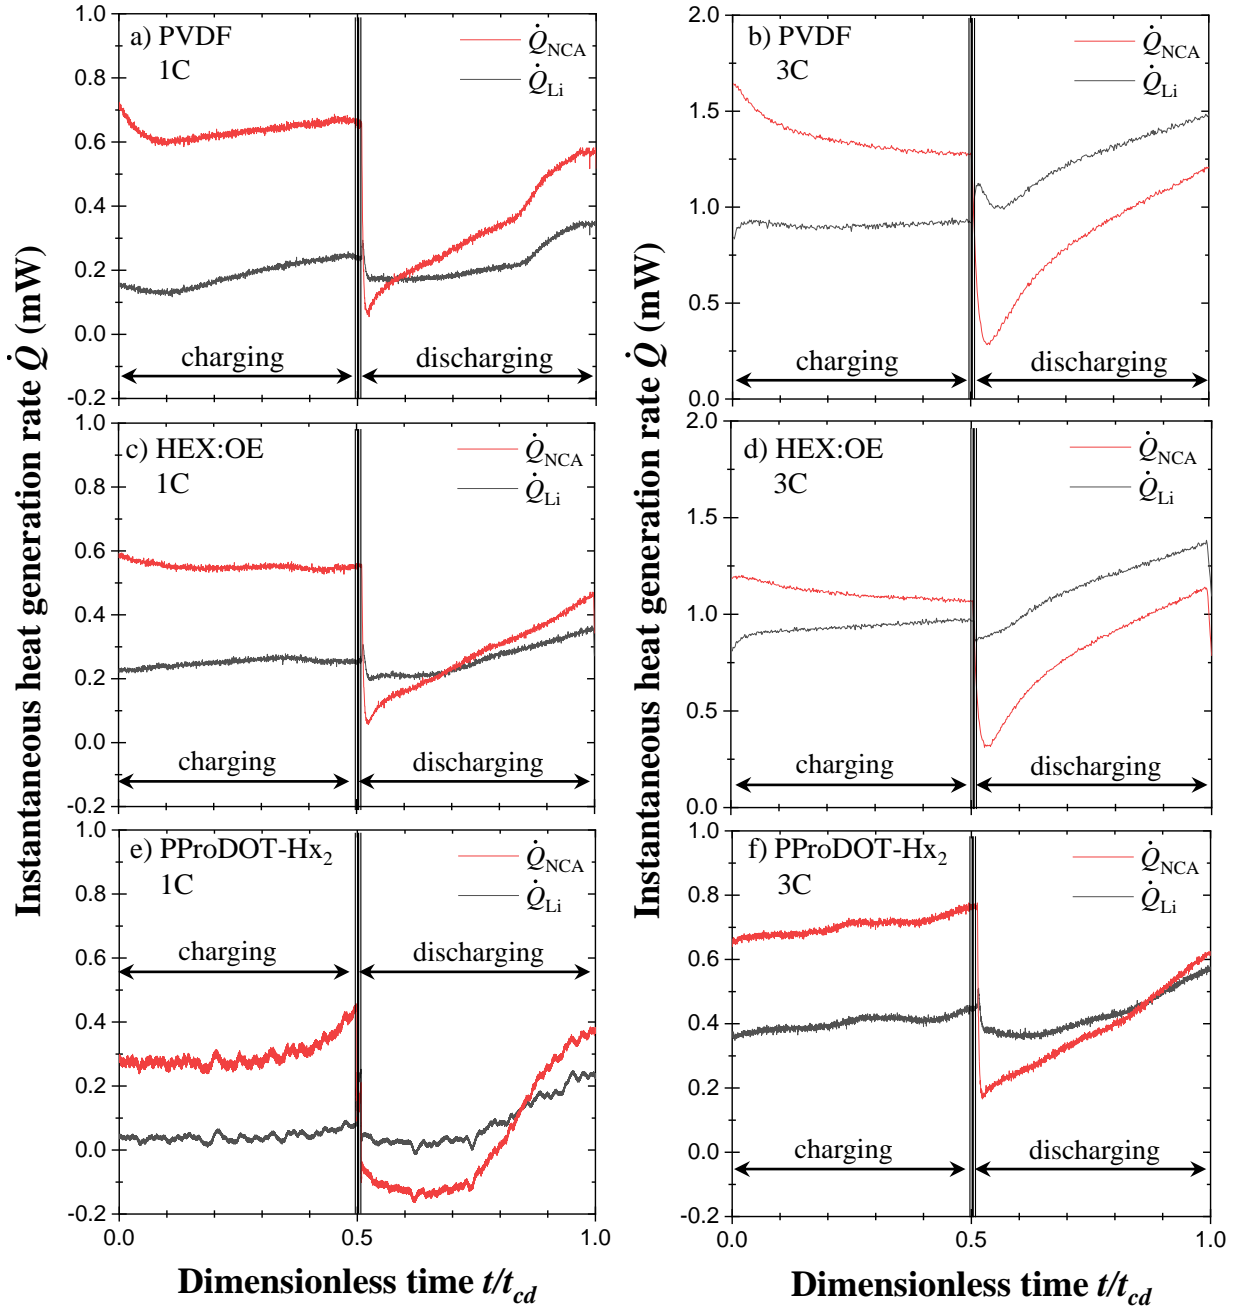 Instantaneous heat generation rate Q̇ (mW)
1.0
0.8
0.6
0.4
0.2
0.0
-0.2
a) PVDF
1C
Q̇NCA
Q̇Li
charging
discharging
Instantaneous heat generation rate Q̇ (mW)
2.0
1.5
1.0
0.5
0.0
b) PVDF
3C
Q̇NCA
Q̇Li
charging
discharging
1.0
0.8
0.6
0.4
0.2
0.0
-0.2
c) HEX:OE
1C
Q̇NCA
Q̇Li
charging
discharging
2.0
1.5
1.0
0.5
0.0
d) HEX:OE
3C
Q̇NCA
Q̇Li
charging
discharging
1.0
0.8
0.6
0.4
0.2
0.0
-0.2
e) PProDOT-Hx2
1C
Q̇NCA
Q̇Li
charging
discharging
0.0
0.5
1.0
Dimensionless time t/tcd
1.0
0.8
0.6
0.4
0.2
0.0
-0.2
f) PProDOT-Hx2
3C
Q̇NCA
Q̇Li
charging
discharging
0.0
0.5
1.0
Dimensionless time t/tcd